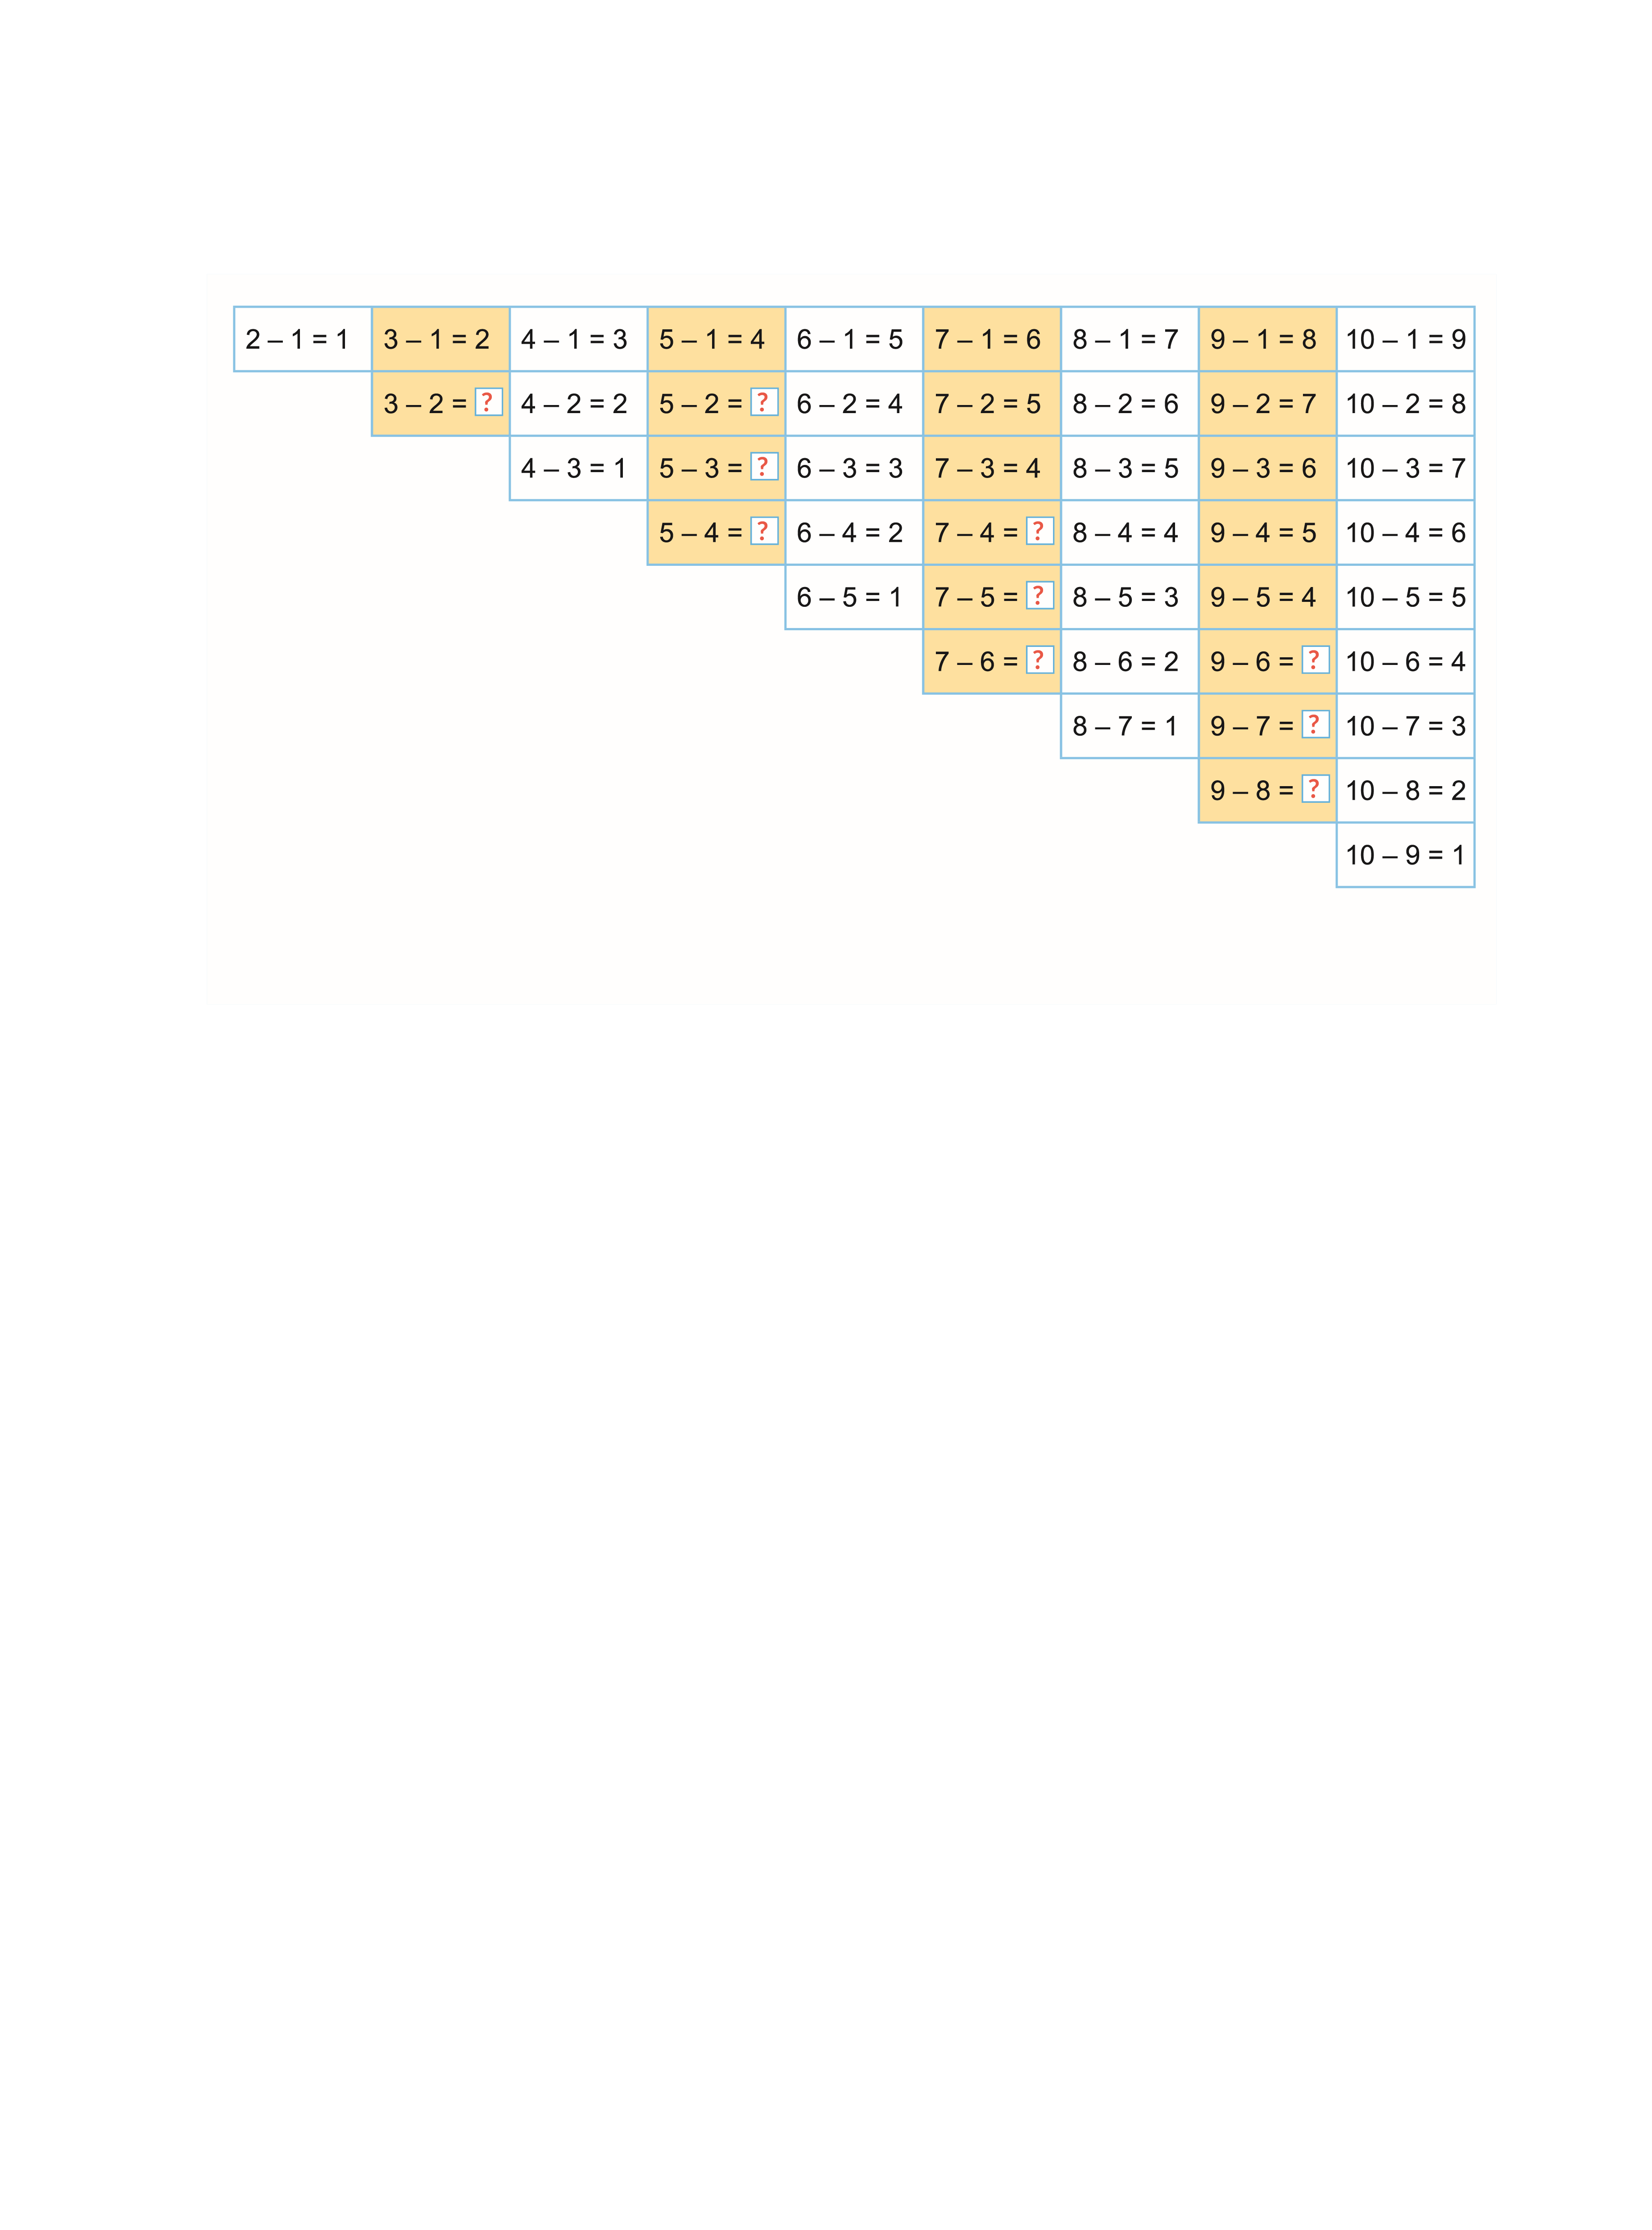 2 – 1 = 1 3 – 1 = 2 4 – 1 = 3 5 – 1 = 4 6 – 1 = 5 7 – 1 = 6 8 – 1 = 7 9 – 1 = 8 10 – 1 = 9
3 – 2 = ? 4 – 2 = 2 5 – 2 = ? 6 – 2 = 4 7 – 2 = 5 8 – 2 = 6 9 – 2 = 7 10 – 2 = 8
4 – 3 = 1 5 – 3 = ? 6 – 3 = 3 7 – 3 = 4 8 – 3 = 5 9 – 3 = 6 10 – 3 = 7
5 – 4 = ? 6 – 4 = 2 7 – 4 = ? 8 – 4 = 4 9 – 4 = 5 10 – 4 = 6
6 – 5 = 1 7 – 5 = ? 8 – 5 = 3 9 – 5 = 4 10 – 5 = 5
7 – 6 = ? 8 – 6 = 2 9 – 6 = ? 10 – 6 = 4
8 – 7 = 1 9 – 7 = ? 10 – 7 = 3
9 – 8 = ? 10 – 8 = 2
10 – 9 = 1